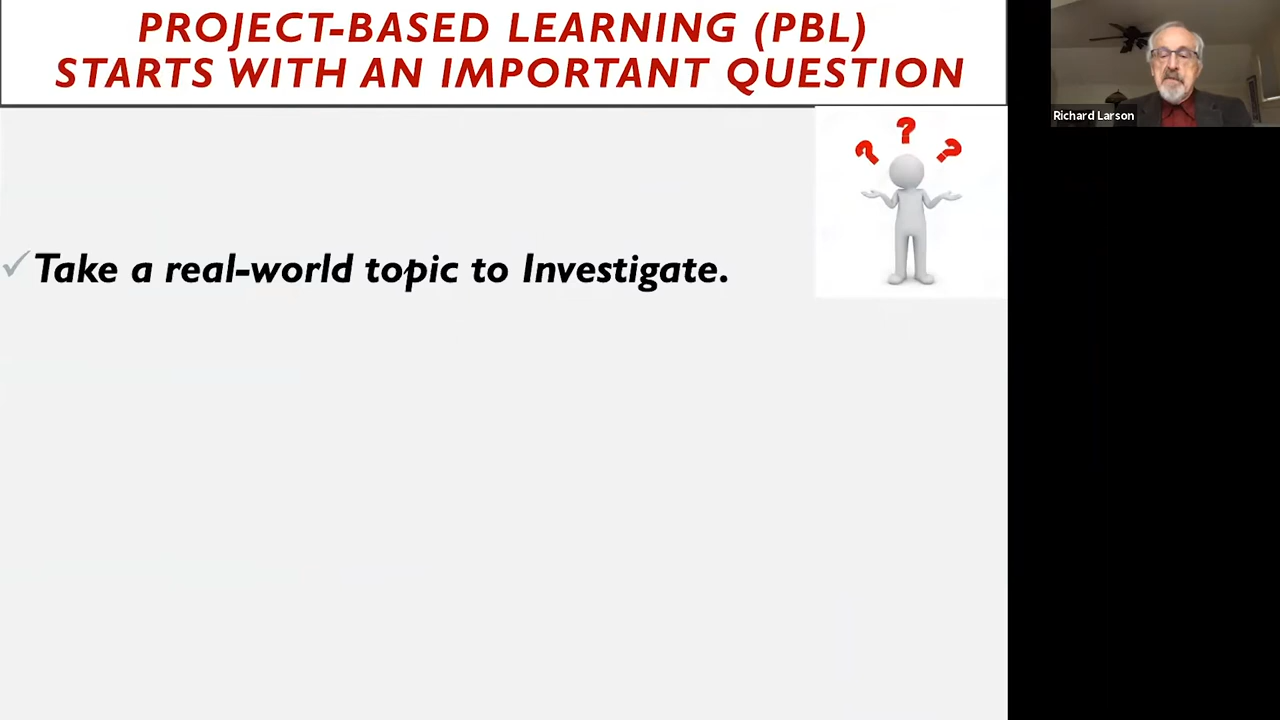 PROJECT-BASED LEARNING (PBL)
STARTS WITH AN IMPORTANT QUESTION
Richard Larson
? ? ?
✓ Take a real-world topic to Investigate.